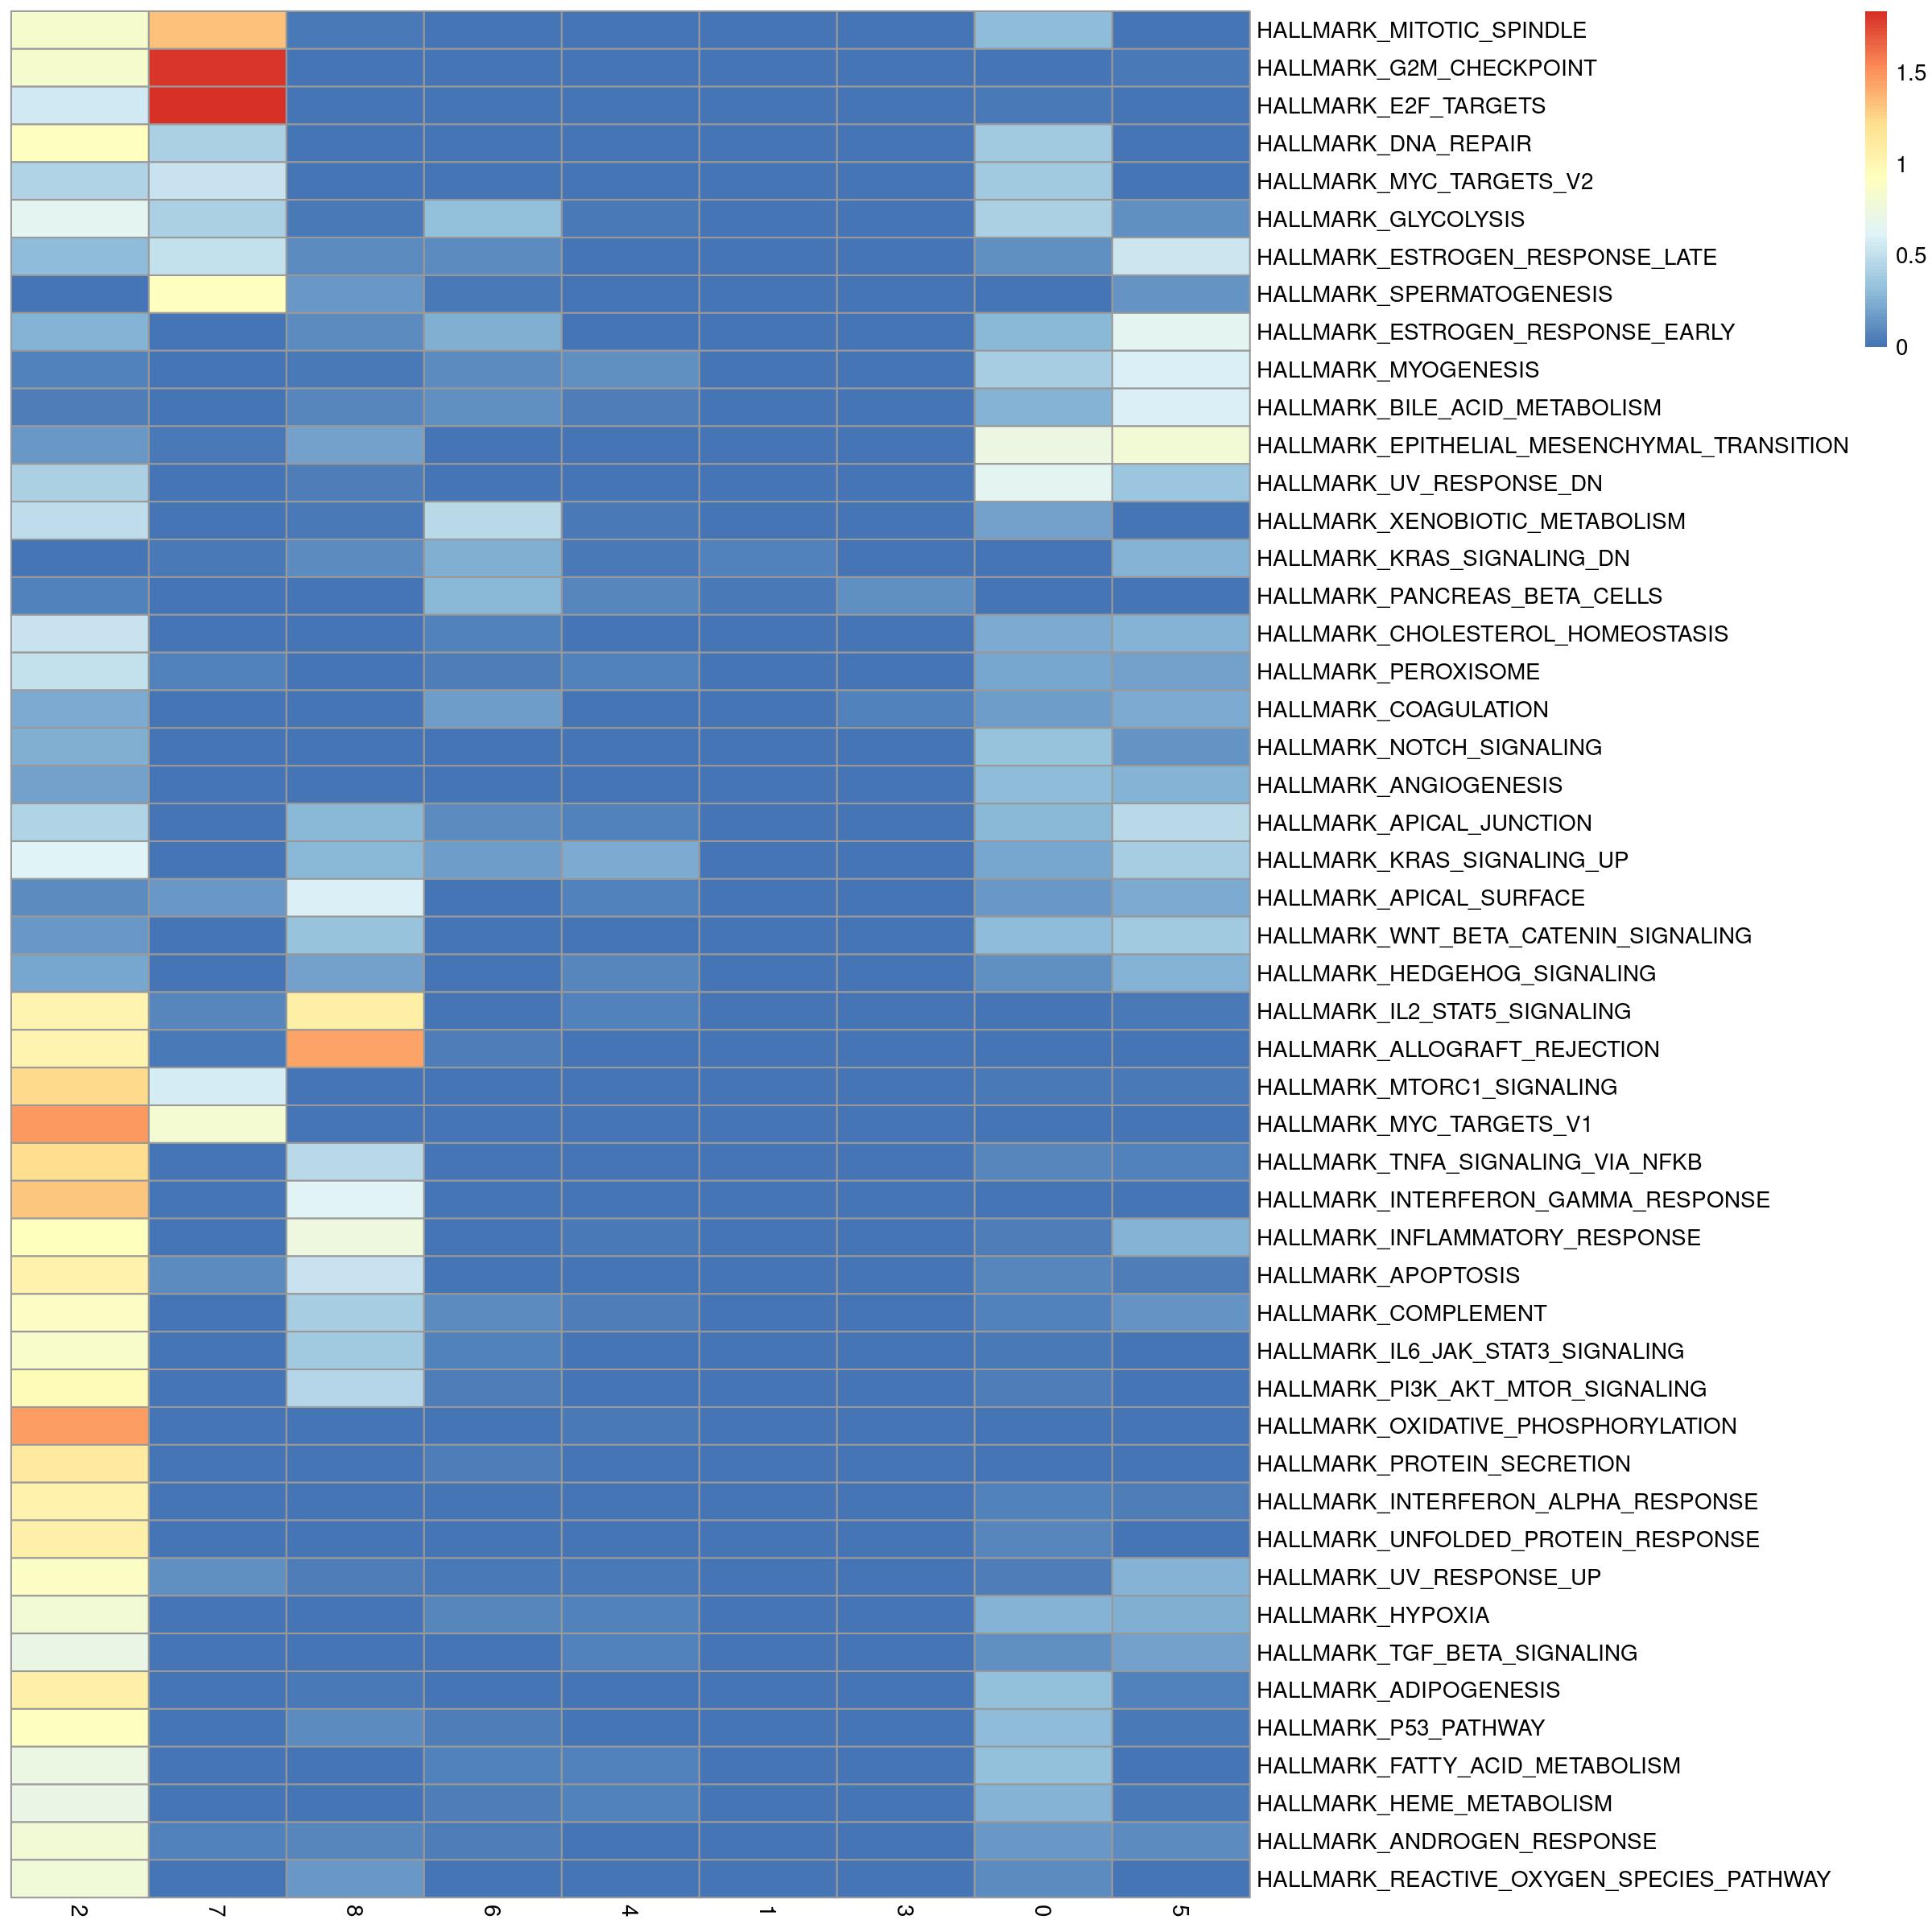 HALLMARK_MITOTIC_SPINDLE
HALLMARK_G2M_CHECKPOINT
HALLMARK_E2F_TARGETS
HALLMARK_DNA_REPAIR
HALLMARK_MYC_TARGETS_V2
HALLMARK_GLYCOLYSIS
HALLMARK_ESTROGEN_RESPONSE_LATE
HALLMARK_SPERMATOGENESIS
HALLMARK_ESTROGEN_RESPONSE_EARLY
HALLMARK_MYOGENESIS
HALLMARK_BILE_ACID_METABOLISM
HALLMARK_EPITHELIAL_MESENCHYMAL_TRANSITION
HALLMARK_UV_RESPONSE_DN
HALLMARK_XENOBIOTIC_METABOLISM
HALLMARK_KRAS_SIGNALING_DN
HALLMARK_PANCREAS_BETA_CELLS
HALLMARK_CHOLESTEROL_HOMEOSTASIS
HALLMARK_PEROXISOME
HALLMARK_COAGULATION
HALLMARK_NOTCH_SIGNALING
HALLMARK_ANGIOGENESIS
HALLMARK_APICAL_JUNCTION
HALLMARK_KRAS_SIGNALING_UP
HALLMARK_APICAL_SURFACE
HALLMARK_WNT_BETA_CATENIN_SIGNALING
HALLMARK_HEDGEHOG_SIGNALING
HALLMARK_IL2_STAT5_SIGNALING
HALLMARK_ALLOGRAFT_REJECTION
HALLMARK_MTORC1_SIGNALING
HALLMARK_MYC_TARGETS_V1
HALLMARK_TNFA_SIGNALING_VIA_NFKB
HALLMARK_INTERFERON_GAMMA_RESPONSE
HALLMARK_INFLAMMATORY_RESPONSE
HALLMARK_APOPTOSIS
HALLMARK_COMPLEMENT
HALLMARK_IL6_JAK_STAT3_SIGNALING
HALLMARK_PI3K_AKT_MTOR_SIGNALING
HALLMARK_OXIDATIVE_PHOSPHORYLATION
HALLMARK_PROTEIN_SECRETION
HALLMARK_INTERFERON_ALPHA_RESPONSE
HALLMARK_UNFOLDED_PROTEIN_RESPONSE
HALLMARK_UV_RESPONSE_UP
HALLMARK_HYPOXIA
HALLMARK_TGF_BETA_SIGNALING
HALLMARK_ADIPOGENESIS
HALLMARK_P53_PATHWAY
HALLMARK_FATTY_ACID_METABOLISM
HALLMARK_HEME_METABOLISM
HALLMARK_ANDROGEN_RESPONSE
HALLMARK_REACTIVE_OXYGEN_SPECIES_PATHWAY
2 7 8 6 4 1 3 0 5
1.5
1
0.5
0